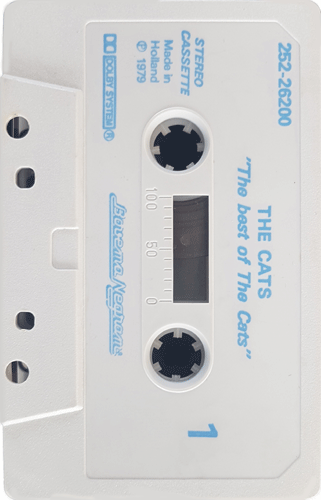 252-26200
THE CATS
"The best of The Cats"
STEREO
CASSETTE
Made in
Holland
℗ 1979
DOLBY SYSTEM ®
1
100 50 0